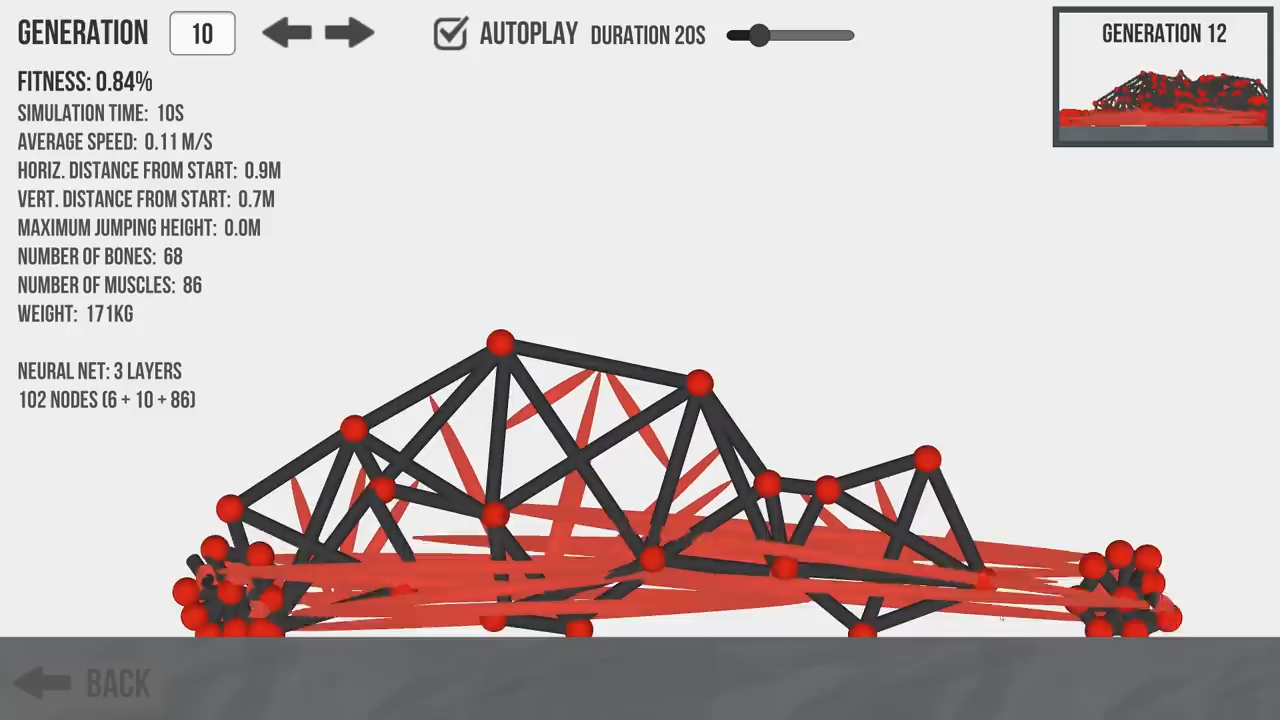 GENERATION 10 AUTOPLAY DURATION 20S
GENERATION 12
FITNESS: 0.84%
SIMULATION TIME: 10S
AVERAGE SPEED: 0.11 M/S
HORIZ. DISTANCE FROM START: 0.9M
VERT. DISTANCE FROM START: 0.7M
MAXIMUM JUMPING HEIGHT: 0.0M
NUMBER OF BONES: 68
NUMBER OF MUSCLES: 86
WEIGHT: 171KG
NEURAL NET: 3 LAYERS
102 NODES (6 + 10 + 86)
BACK